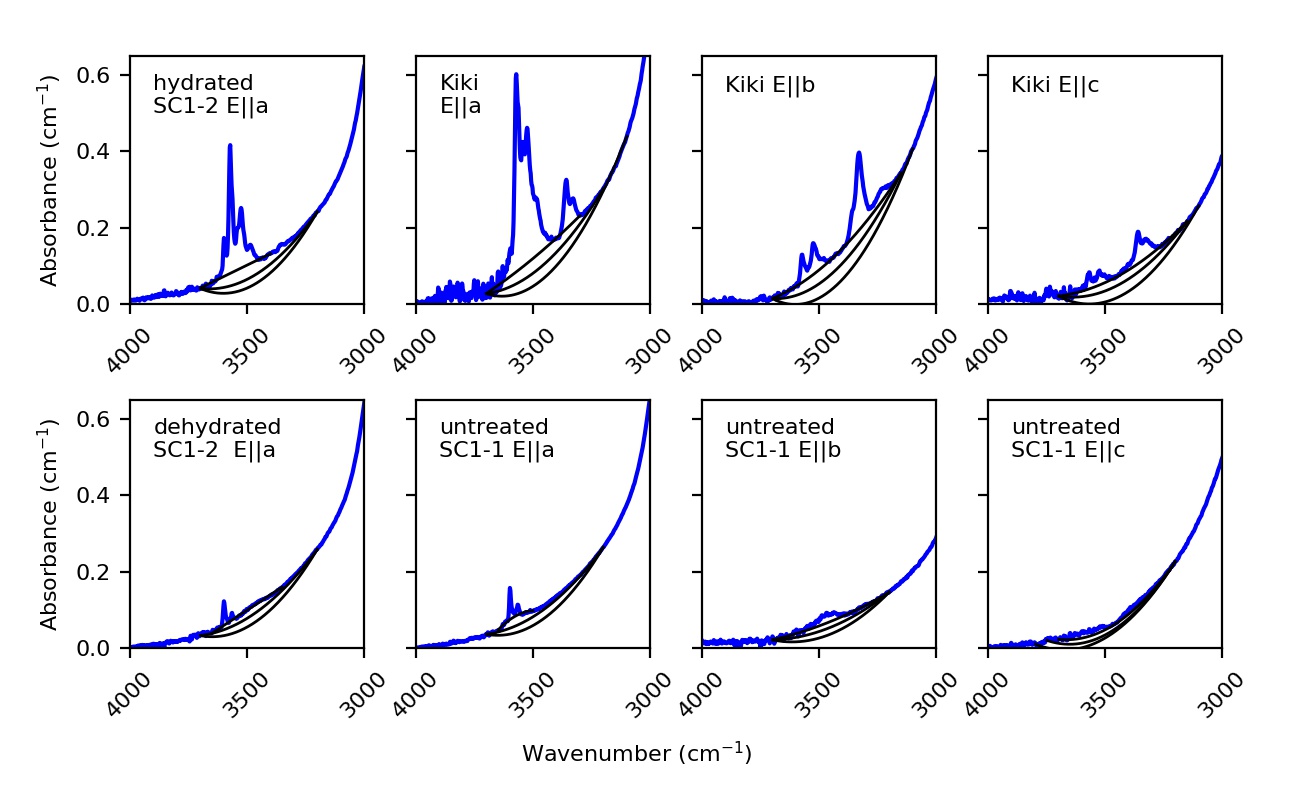 hydrated
SC1-2 E||a
Kiki
E||a
Kiki E||b
Kiki E||c
Absorbance (cm⁻¹)
0.6
0.4
0.2
0.0
4000 3500 3000
4000 3500 3000
4000 3500 3000
4000 3500 3000
dehydrated
SC1-2  E||a
untreated
SC1-1 E||a
untreated
SC1-1 E||b
untreated
SC1-1 E||c
Absorbance (cm⁻¹)
0.6
0.4
0.2
0.0
4000 3500 3000
4000 3500 3000
4000 3500 3000
4000 3500 3000
Wavenumber (cm⁻¹)